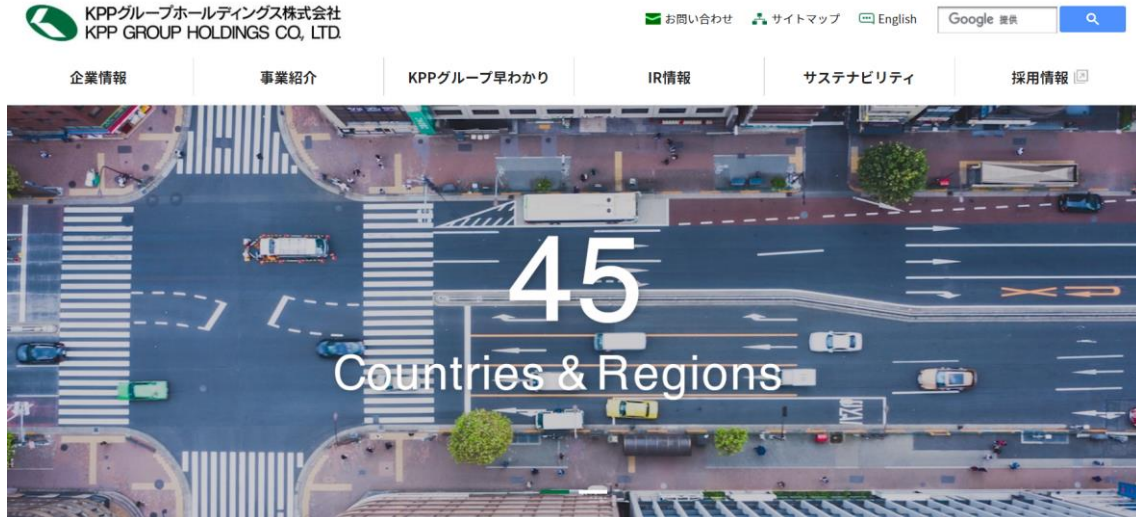 KPPグループホールディングス株式会社
KPP GROUP HOLDINGS CO., LTD.
お問い合わせ サイトマップ English Google 提供
企業情報 事業紹介 KPPグループ早わかり IR情報 サステナビリティ 採用情報
45
Countries & Regions